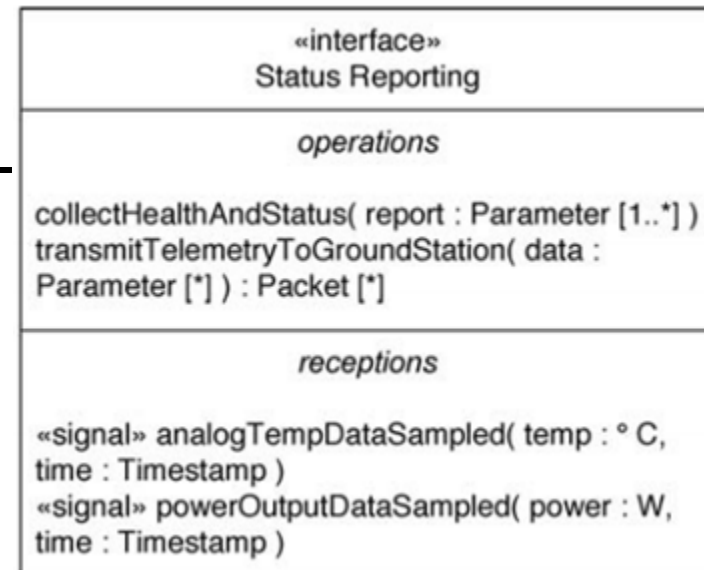 «interface»
Status Reporting
operations
collectHealthAndStatus( report : Parameter [1..*] )
transmitTelemetryToGroundStation( data :
Parameter [*] ) : Packet [*]
receptions
«signal» analogTempDataSampled( temp : ° C,
time : Timestamp )
«signal» powerOutputDataSampled( power : W,
time : Timestamp )